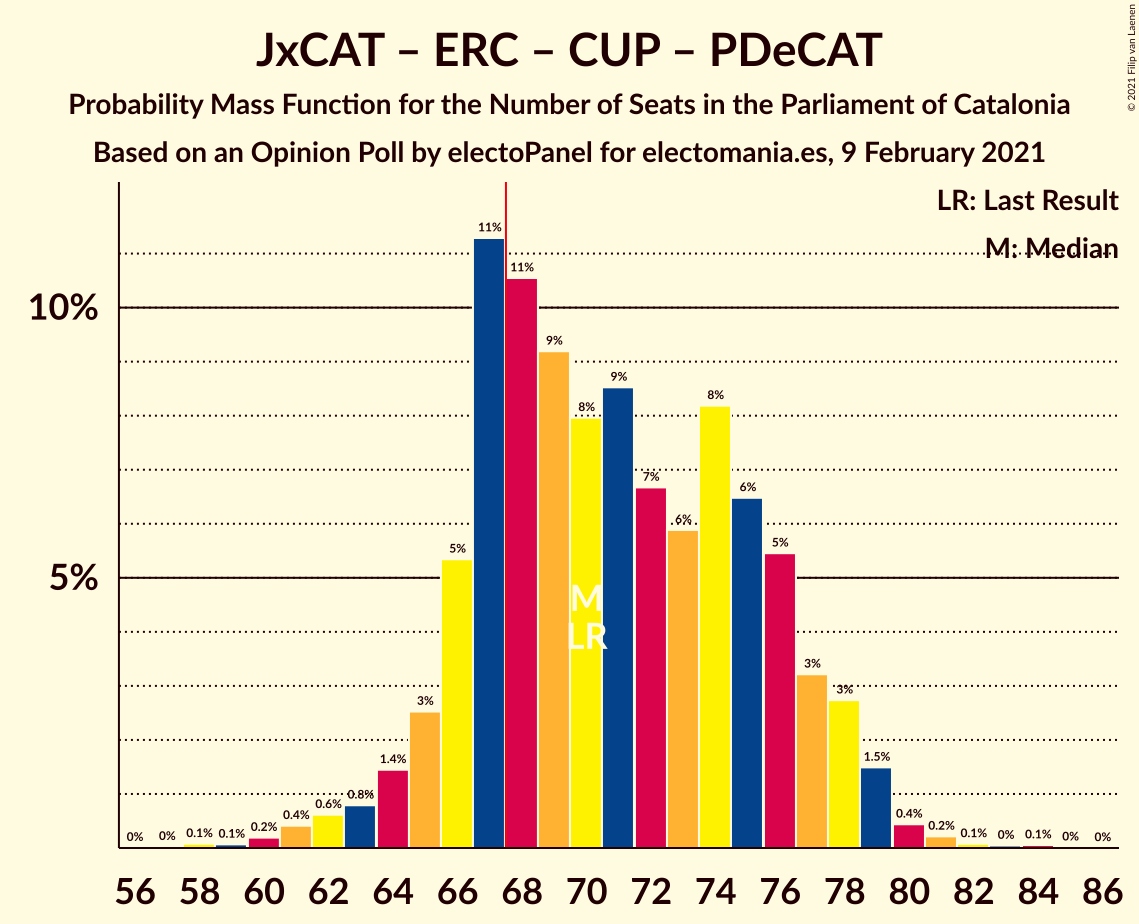 JxCAT – ERC – CUP – PDeCAT
Probability Mass Function for the Number of Seats in the Parliament of Catalonia
Based on an Opinion Poll by electoPanel for electomania.es, 9 February 2021
© 2021 Filip van Laenen
LR: Last Result
M: Median
10%
5%
0% 0% 0.1% 0.1% 0.2% 0.4% 0.6% 0.8% 1.4% 3% 5% 11% 11% 9% 8% 9% 7% 6% 8% 6% 5% 3% 3% 1.5% 0.4% 0.2% 0.1% 0% 0.1% 0% 0%
M
LR
56 58 60 62 64 66 68 70 72 74 76 78 80 82 84 86